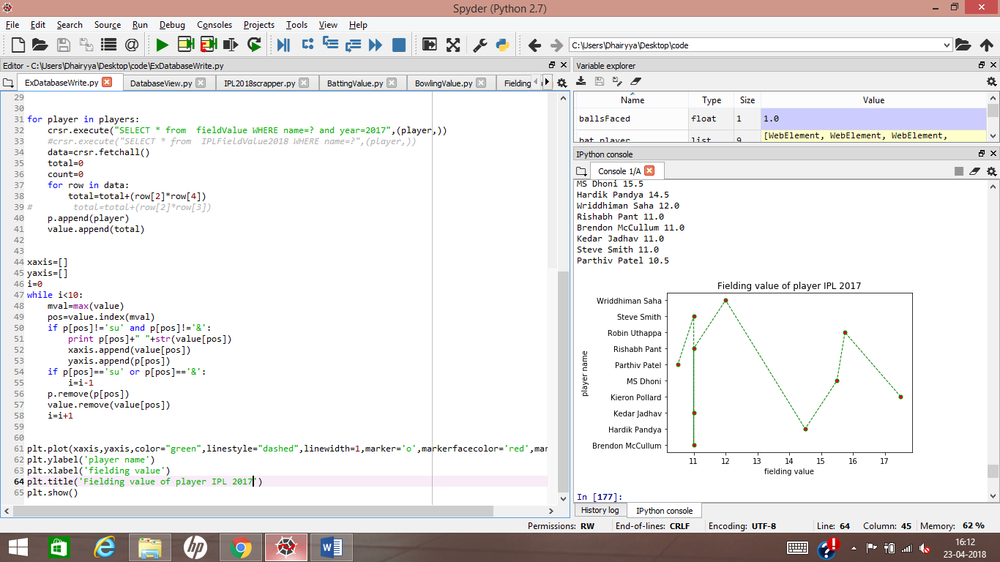 Spyder (Python 2.7)
File Edit Search Source Run Debug Consoles Projects Tools View Help
C:\Users\Dhairyya\Desktop\code
Editor - C:\Users\Dhairyya\Desktop\code\ExDatabaseWrite.py
ExDatabaseWrite.py DatabaseView.py IPL2018scrapper.py BattingValue.py BowlingValue.py Fielding
29
30
31 for player in players:
32 crsr.execute("SELECT * from  fieldValue WHERE name=? and year=2017",(player,))
33 #crsr.execute("SELECT * from  IPLFieldValue2018 WHERE name=?",(player,))
34 data=crsr.fetchall()
35 total=0
36 count=0
37 for row in data:
38 total=total+(row[2]*row[4])
39 # total=total+(row[2]*row[3])
40 p.append(player)
41 value.append(total)
42
43
44 xaxis=[]
45 yaxis=[]
46 i=0
47 while i<10:
48 mval=max(value)
49 pos=value.index(mval)
50 if p[pos]!='su' and p[pos]!='&':
51 print p[pos]+" "+str(value[pos])
52 xaxis.append(value[pos])
53 yaxis.append(p[pos])
54 if p[pos]=='su' or p[pos]=='&':
55 i=i-1
56 p.remove(p[pos])
57 value.remove(value[pos])
58 i=i+1
59
60
61 plt.plot(xaxis,yaxis,color="green",linestyle="dashed",linewidth=1,marker='o',markerfacecolor='red',mar
62 plt.ylabel('player name')
63 plt.xlabel('fielding value')
64 plt.title('Fielding value of player IPL 2017')
65 plt.show()
Variable explorer
Name Type Size Value
ballsFaced float 1 1.0
bat_player list 9 [WebElement, WebElement, WebElement,
IPython console
Console 1/A
MS Dhoni 15.5
Hardik Pandya 14.5
Wriddhiman Saha 12.0
Rishabh Pant 11.0
Brendon McCullum 11.0
Kedar Jadhav 11.0
Steve Smith 11.0
Parthiv Patel 10.5
Fielding value of player IPL 2017
Wriddhiman Saha
Steve Smith
Robin Uthappa
Rishabh Pant
Parthiv Patel
MS Dhoni
Kieron Pollard
Kedar Jadhav
Hardik Pandya
Brendon McCullum
player name
11 12 13 14 15 16 17
fielding value
In [177]:
History log IPython console
Permissions: RW End-of-lines: CRLF Encoding: UTF-8 Line: 64 Column: 45 Memory: 62 %
16:12
23-04-2018